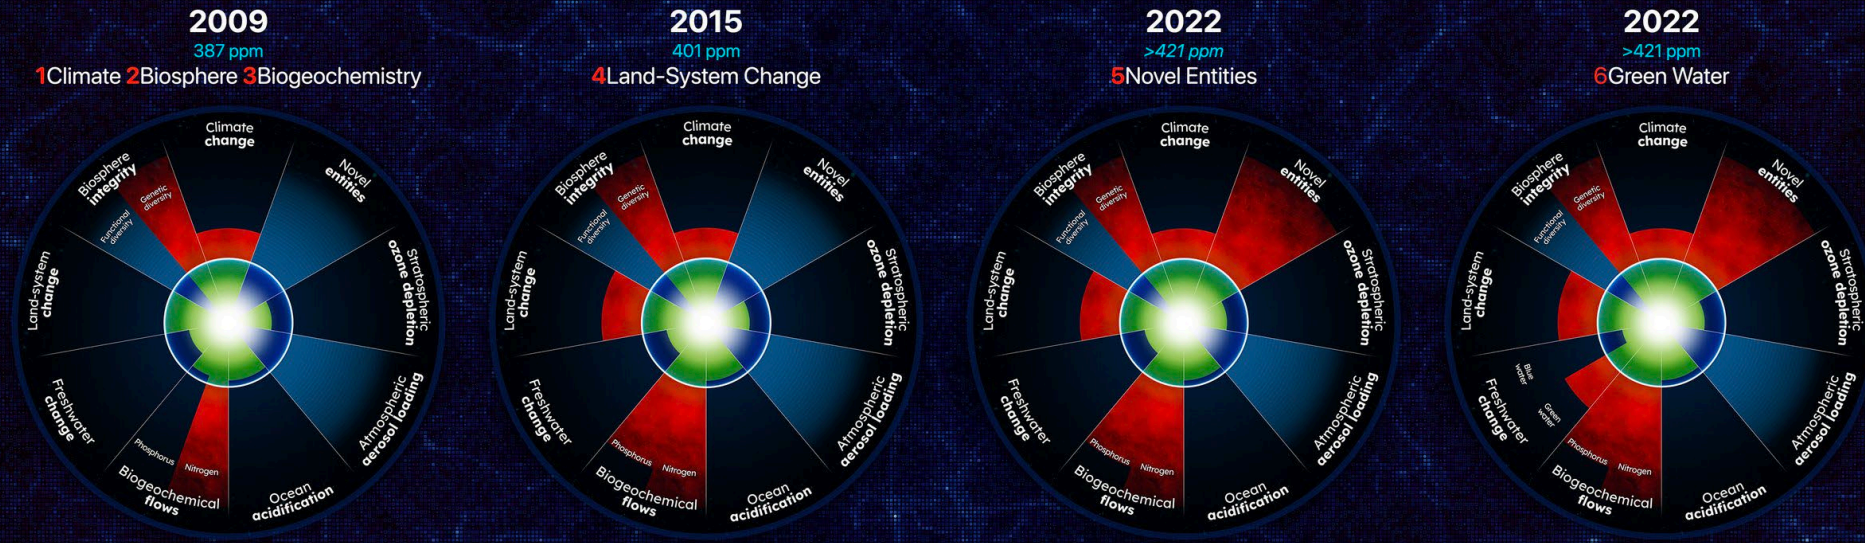 2009
387 ppm
1Climate 2Biosphere 3Biogeochemistry
Climate
change
Novel
entities
Stratospheric
ozone depletion
Atmospheric
aerosol loading
Ocean
acidification
Biogeochemical
flows
Phosphorus
Nitrogen
Freshwater
change
Land-system
change
Biosphere
integrity
Functional
diversity
Genetic
diversity
2015
401 ppm
4Land-System Change
Climate
change
Novel
entities
Stratospheric
ozone depletion
Atmospheric
aerosol loading
Ocean
acidification
Biogeochemical
flows
Phosphorus
Nitrogen
Freshwater
change
Land-system
change
Biosphere
integrity
Functional
diversity
Genetic
diversity
2022
>421 ppm
5Novel Entities
Climate
change
Novel
entities
Stratospheric
ozone depletion
Atmospheric
aerosol loading
Ocean
acidification
Biogeochemical
flows
Phosphorus
Nitrogen
Freshwater
change
Land-system
change
Biosphere
integrity
Functional
diversity
Genetic
diversity
2022
>421 ppm
6Green Water
Climate
change
Novel
entities
Stratospheric
ozone depletion
Atmospheric
aerosol loading
Ocean
acidification
Biogeochemical
flows
Phosphorus
Nitrogen
Freshwater
change
Blue
water
Green
water
Land-system
change
Biosphere
integrity
Functional
diversity
Genetic
diversity